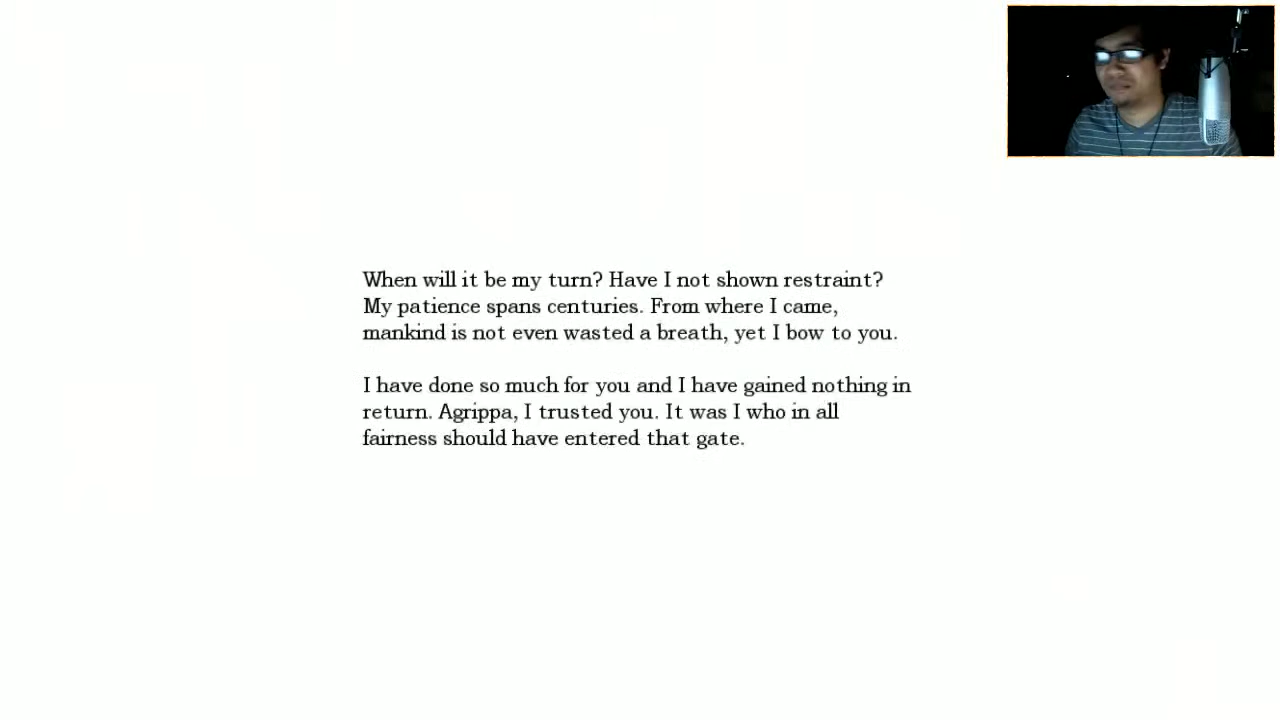 When will it be my turn? Have I not shown restraint?
My patience spans centuries. From where I came,
mankind is not even wasted a breath, yet I bow to you.
I have done so much for you and I have gained nothing in
return. Agrippa, I trusted you. It was I who in all
fairness should have entered that gate.